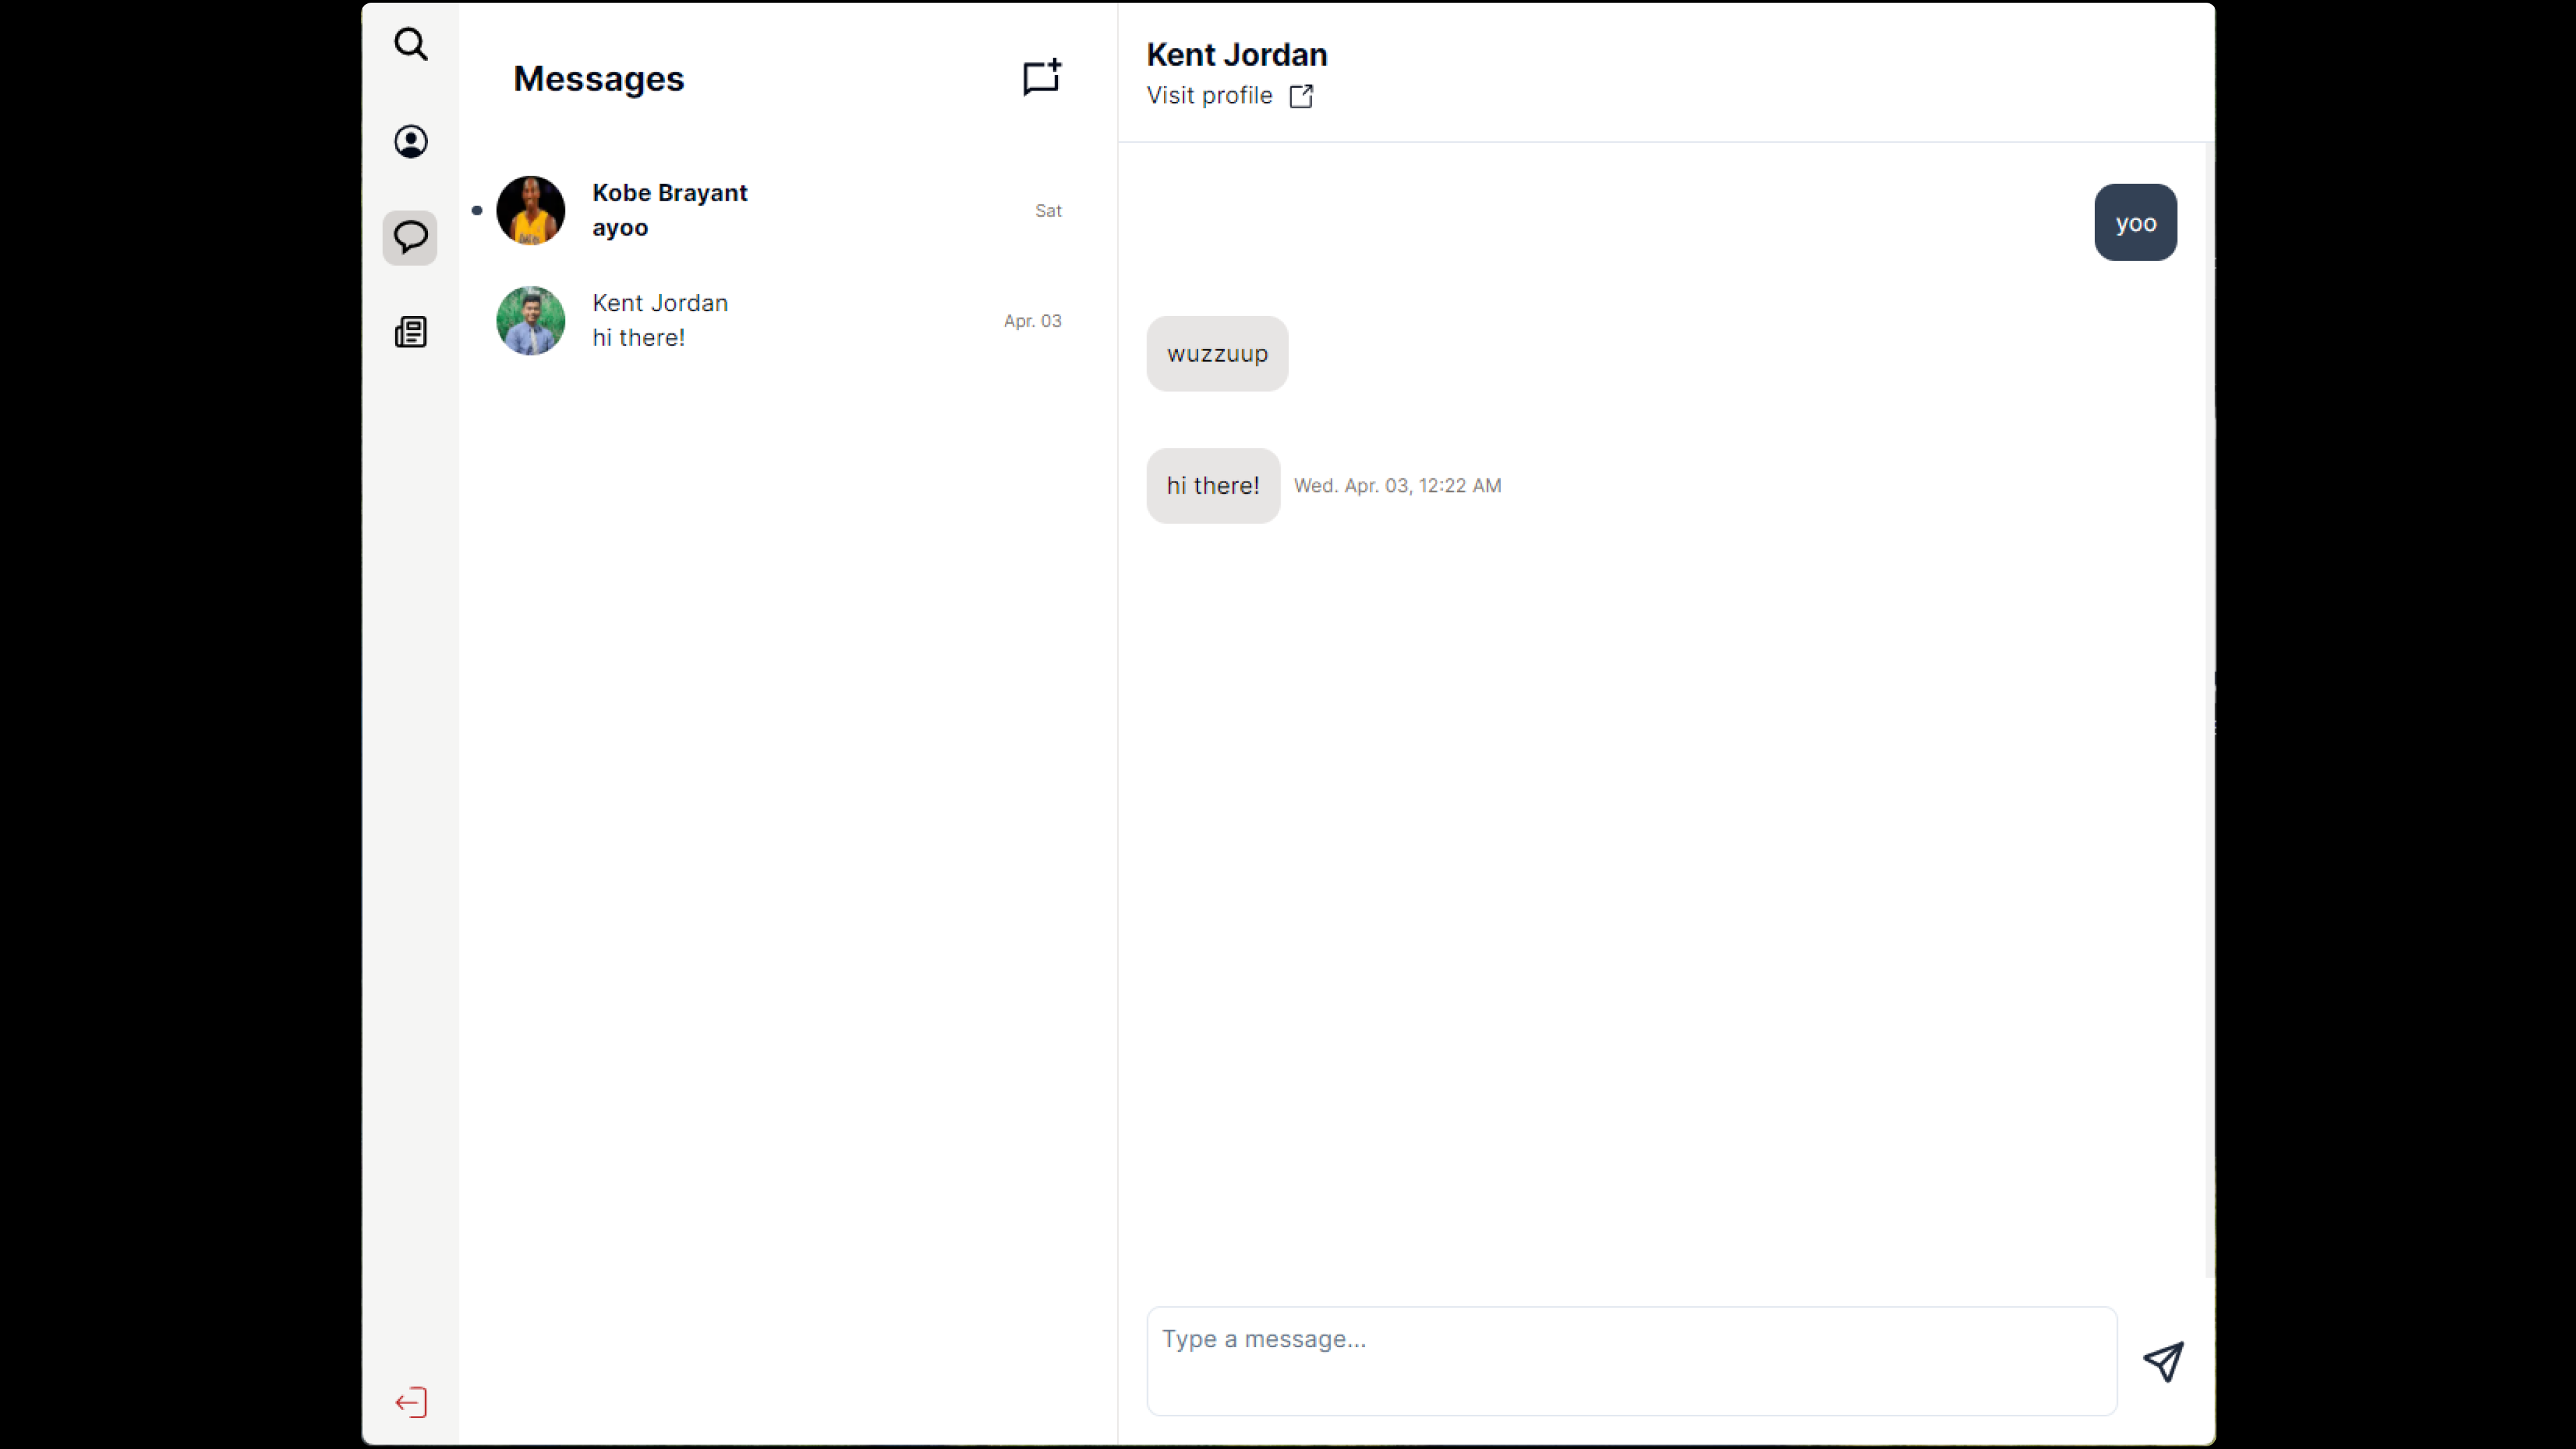 Messages
Kobe Brayant
ayoo
Sat
Kent Jordan
hi there!
Apr. 03
Kent Jordan
Visit profile
yoo
wuzzuup
hi there!
Wed. Apr. 03, 12:22 AM
Type a message...